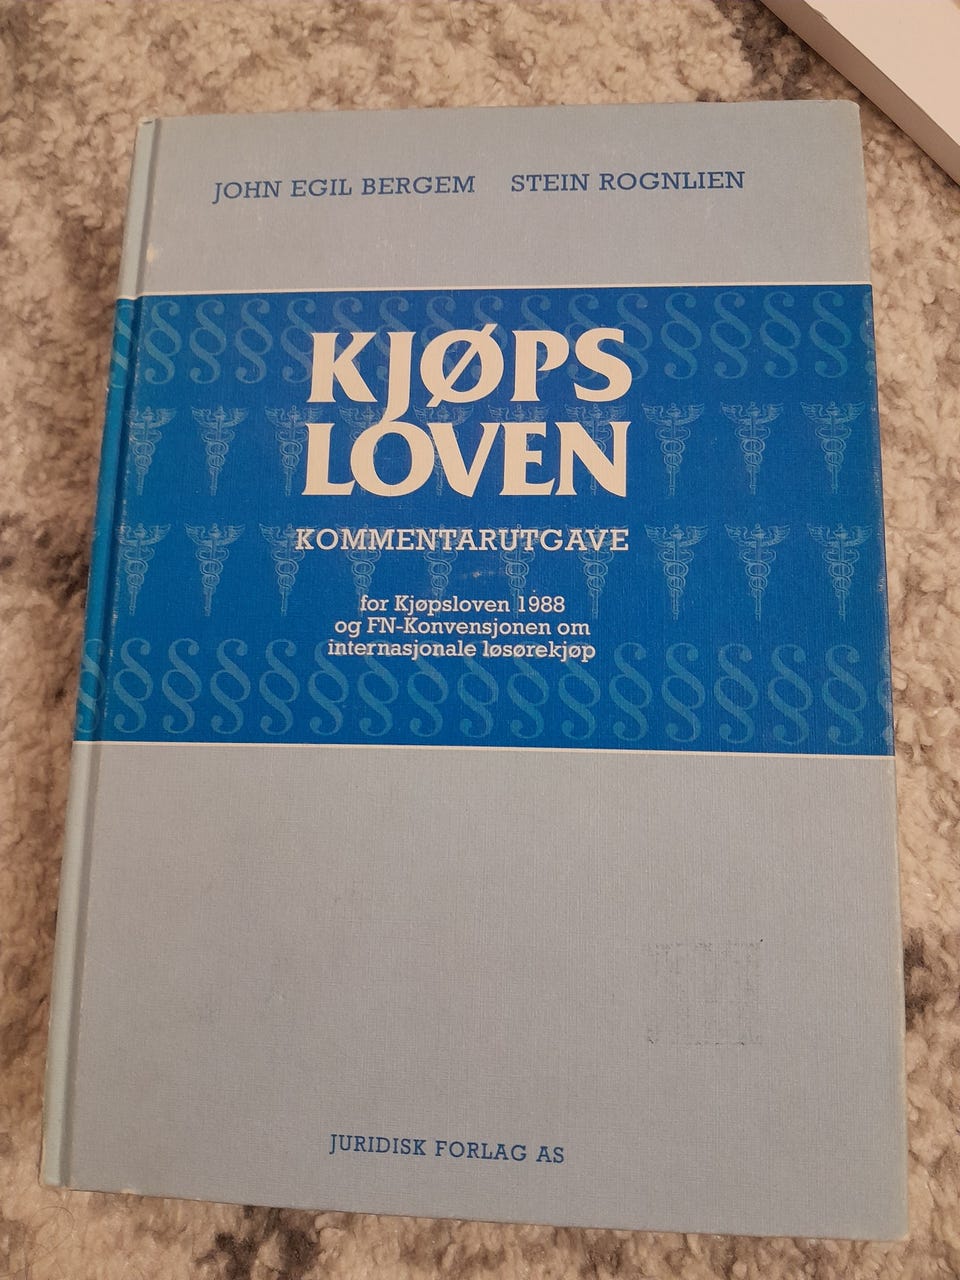 JOHN EGIL BERGEM STEIN ROGNLIEN
KJØPS
LOVEN
KOMMENTARUTGAVE
for Kjøpsloven 1988
og FN-Konvensjonen om
internasjonale løsørekjøp
JURIDISK FORLAG AS